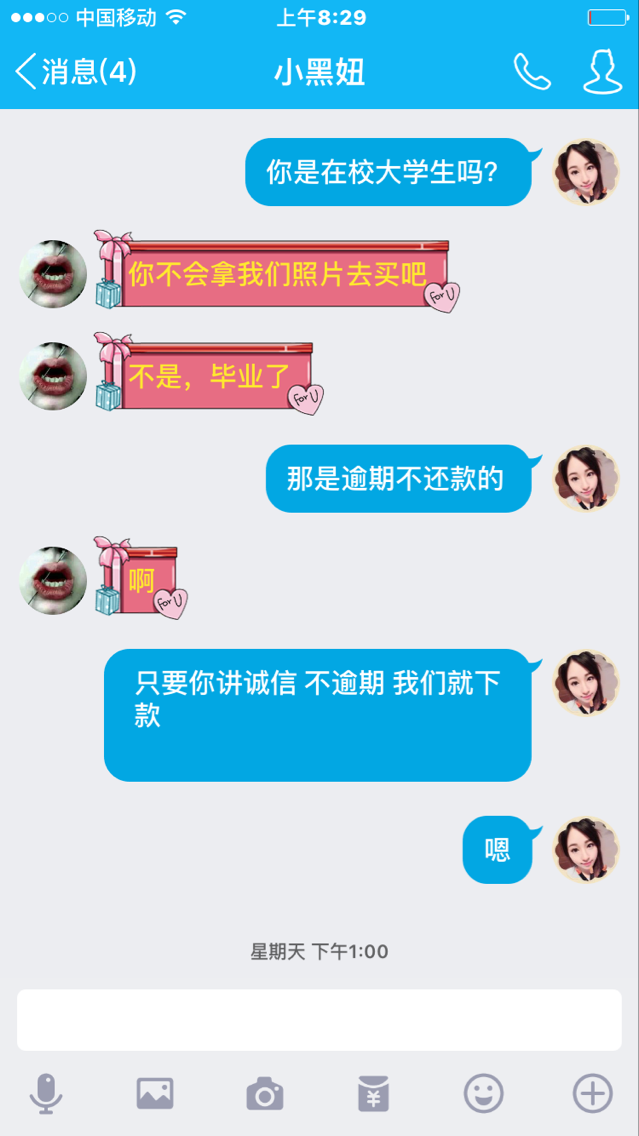 中国移动
上午8:29
消息(4)
小黑妞
你是在校大学生吗?
你不会拿我们照片去买吧
for U
不是，毕业了
for U
那是逾期不还款的
啊
for U
只要你讲诚信 不逾期 我们就下
款
嗯
星期天 下午1:00
¥